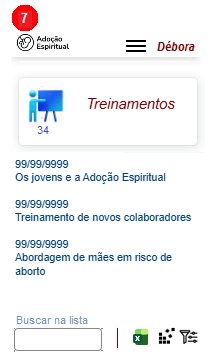 7
Adoção
Espiritual
Débora
Treinamentos
34
99/99/9999
Os jovens e a Adoção Espiritual
99/99/9999
Treinamento de novos colaboradores
99/99/9999
Abordagem de mães em risco de
aborto
Buscar na lista